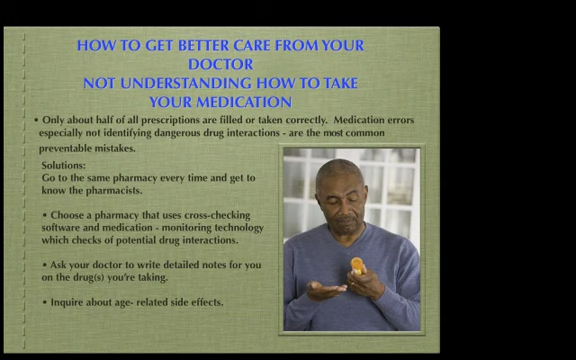 HOW TO GET BETTER CARE FROM YOUR
DOCTOR
NOT UNDERSTANDING HOW TO TAKE
YOUR MEDICATION
• Only about half of all prescriptions are filled or taken correctly. Medication errors
especially not identifying dangerous drug interactions - are the most common
preventable mistakes.
Solutions:
Go to the same pharmacy every time and get to
know the pharmacists.
• Choose a pharmacy that uses cross-checking
software and medication - monitoring technology
which checks of potential drug interactions.
• Ask your doctor to write detailed notes for you
on the drug(s) you're taking.
• Inquire about age- related side effects.